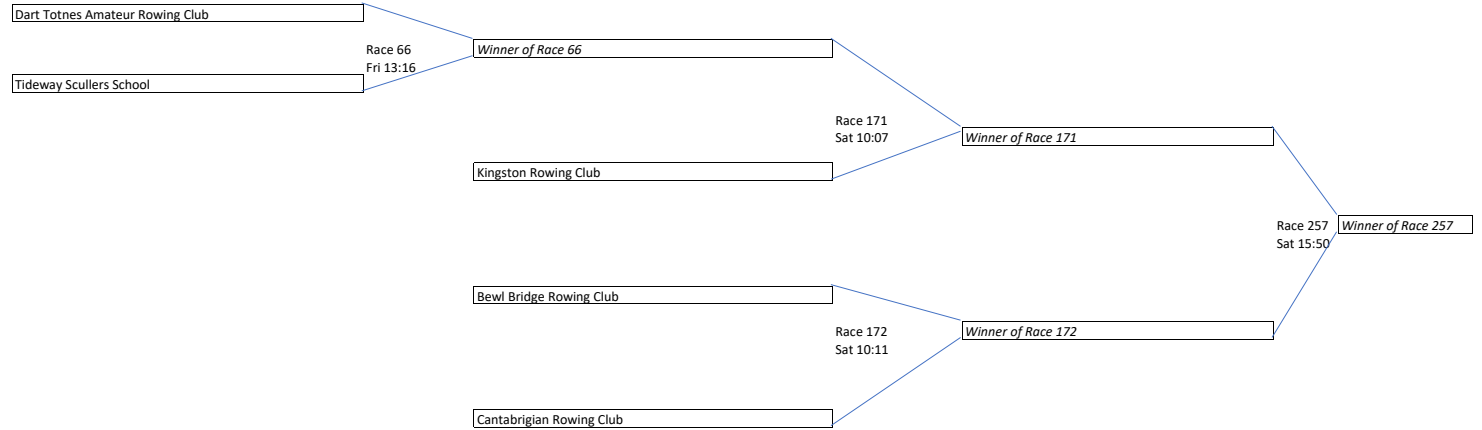 Dart Totnes Amateur Rowing Club
Race 66
Fri 13:16
Tideway Scullers School
Winner of Race 66
Race 171
Sat 10:07
Kingston Rowing Club
Winner of Race 171
Race 257
Sat 15:50
Winner of Race 257
Bewl Bridge Rowing Club
Race 172
Sat 10:11
Winner of Race 172
Cantabrigian Rowing Club